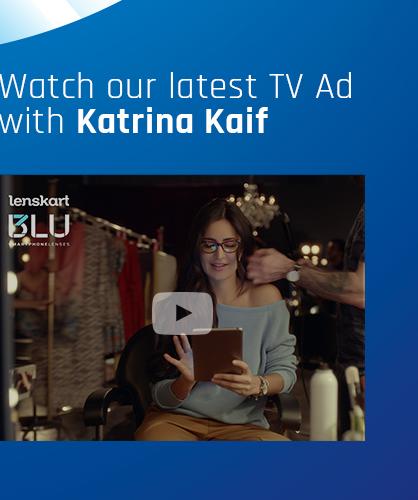 Watch our latest TV Ad
with Katrina Kaif
lenskart
BLU
SMARTPHONE LENSES